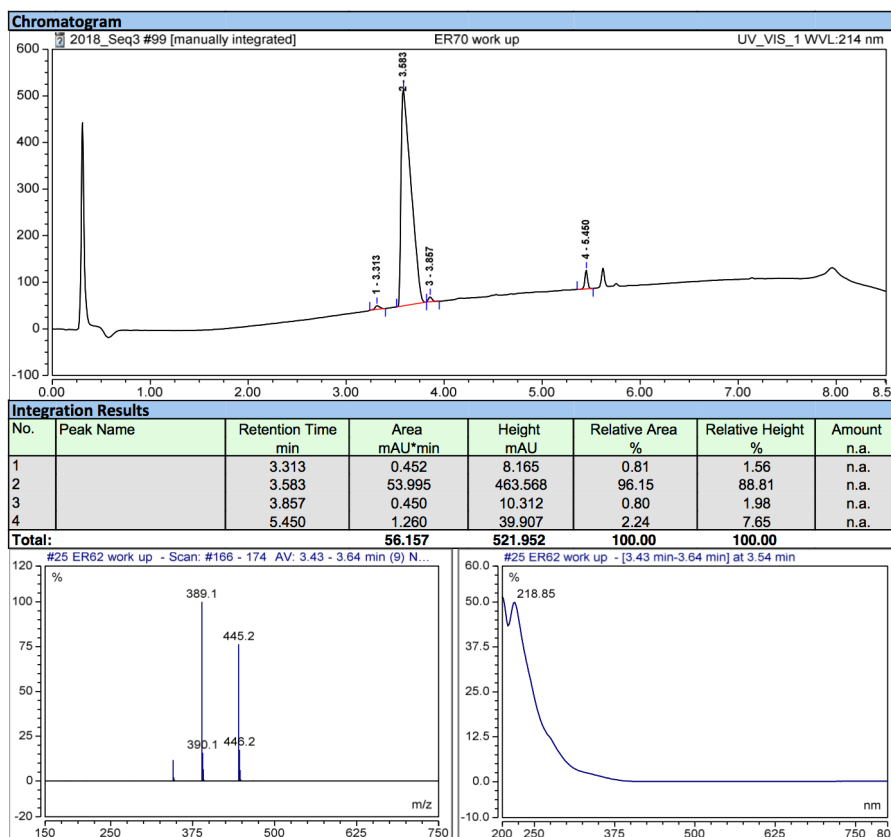 Chromatogram
2018_Seq3 #99 [manually integrated] ER70 work up UV_VIS_1 WVL:214 nm
600
500
400
300
200
100
0
-100
1 - 3.313
2 - 3.583
3 - 3.857
4 - 5.450
0.00 1.00 2.00 3.00 4.00 5.00 6.00 7.00 8.00 8.5
Integration Results
No. Peak Name Retention Time Area Height Relative Area Relative Height Amount
min mAU*min mAU % % n.a.
1 3.313 0.452 8.165 0.81 1.56 n.a.
2 3.583 53.995 463.568 96.15 88.81 n.a.
3 3.857 0.450 10.312 0.80 1.98 n.a.
4 5.450 1.260 39.907 2.24 7.65 n.a.
Total: 56.157 521.952 100.00 100.00
#25 ER62 work up - Scan: #166 - 174 AV: 3.43 - 3.64 min (9) N...
120
%
100
75
50
25
0
-20
389.1
445.2
390.1
446.2
m/z
150 250 375 500 625 750
#25 ER62 work up - [3.43 min-3.64 min] at 3.54 min
60.0
%
50.0
37.5
25.0
12.5
0.0
-10.0
218.85
nm
200 250 300 350 400 450 500 550 600 650 700 750